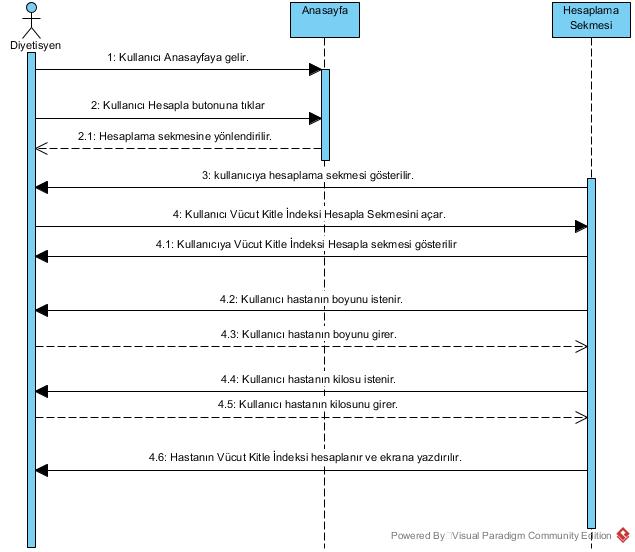 Diyetisyen
Anasayfa
Hesaplama
Sekmesi
1: Kullanıcı Anasayfaya gelir.
2: Kullanıcı Hesapla butonuna tıklar
2.1: Hesaplama sekmesine yönlendirilir.
3: kullanıcıya hesaplama sekmesi gösterilir.
4: Kullanıcı Vücut Kitle İndeksi Hesapla Sekmesini açar.
4.1: Kullanıcıya Vücut Kitle İndeksi Hesapla sekmesi gösterilir
4.2: Kullanıcı hastanın boyunu istenir.
4.3: Kullanıcı hastanın boyunu girer.
4.4: Kullanıcı hastanın kilosu istenir.
4.5: Kullanıcı hastanın kilosunu girer.
4.6: Hastanın Vücut Kitle İndeksi hesaplanır ve ekrana yazdırılır.
Powered By Visual Paradigm Community Edition